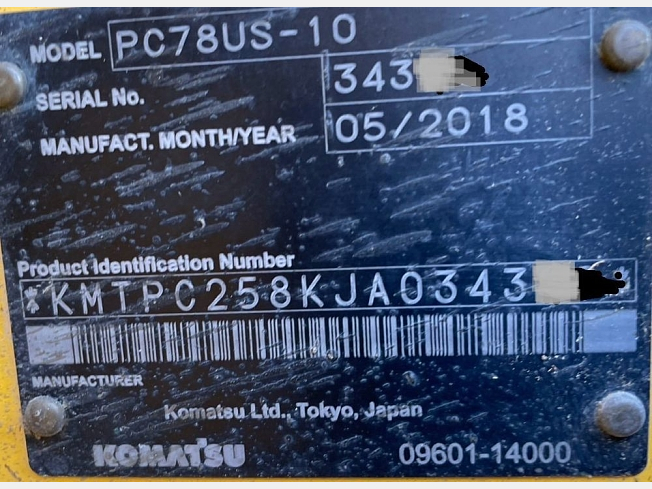 MODEL PC78US-10
SERIAL No. 343
MANUFACT. MONTH/YEAR 05/2018
Product Identification Number
*KMTPC258KJA0343
MANUFACTURER
Komatsu Ltd., Tokyo, Japan
KOMATSU 09601-14000